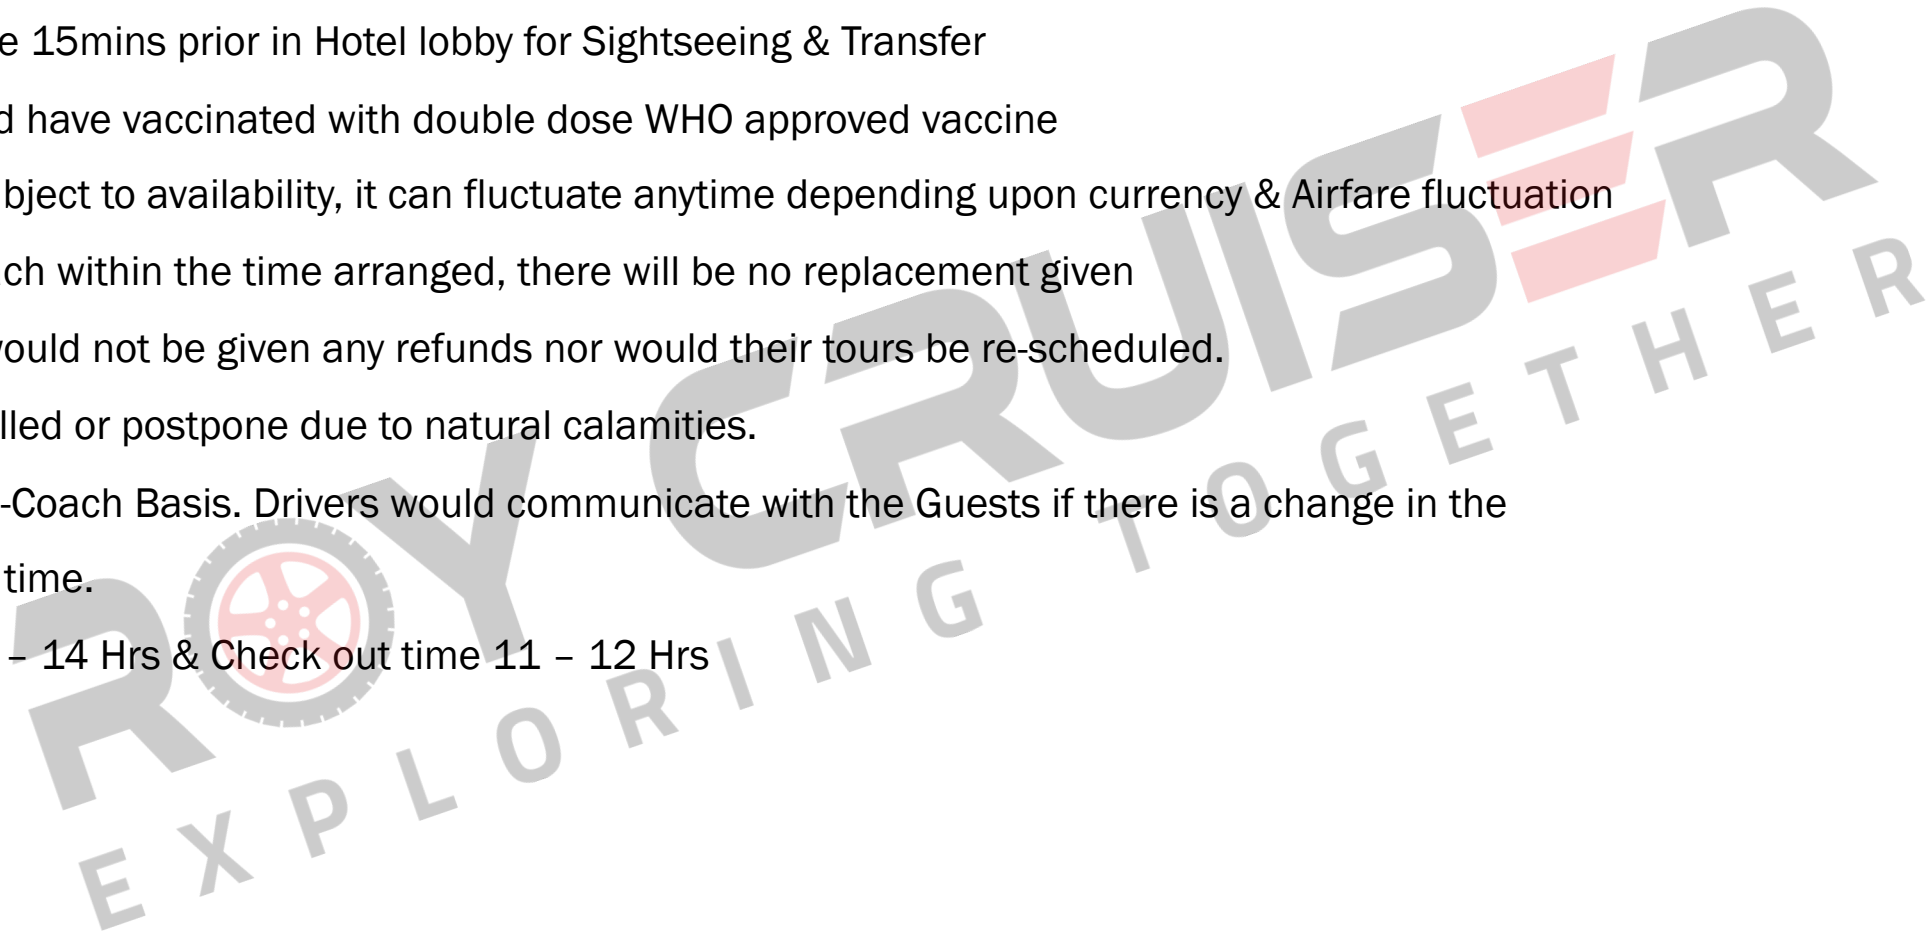 e 15mins prior in Hotel lobby for Sightseeing & Transfer
d have vaccinated with double dose WHO approved vaccine
bject to availability, it can fluctuate anytime depending upon currency & Airfare fluctuation
ch within the time arranged, there will be no replacement given
would not be given any refunds nor would their tours be re-scheduled.
lled or postpone due to natural calamities.
-Coach Basis. Drivers would communicate with the Guests if there is a change in the
time.
– 14 Hrs & Check out time 11 – 12 Hrs
ROY CRUISER
EXPLORING TOGETHER